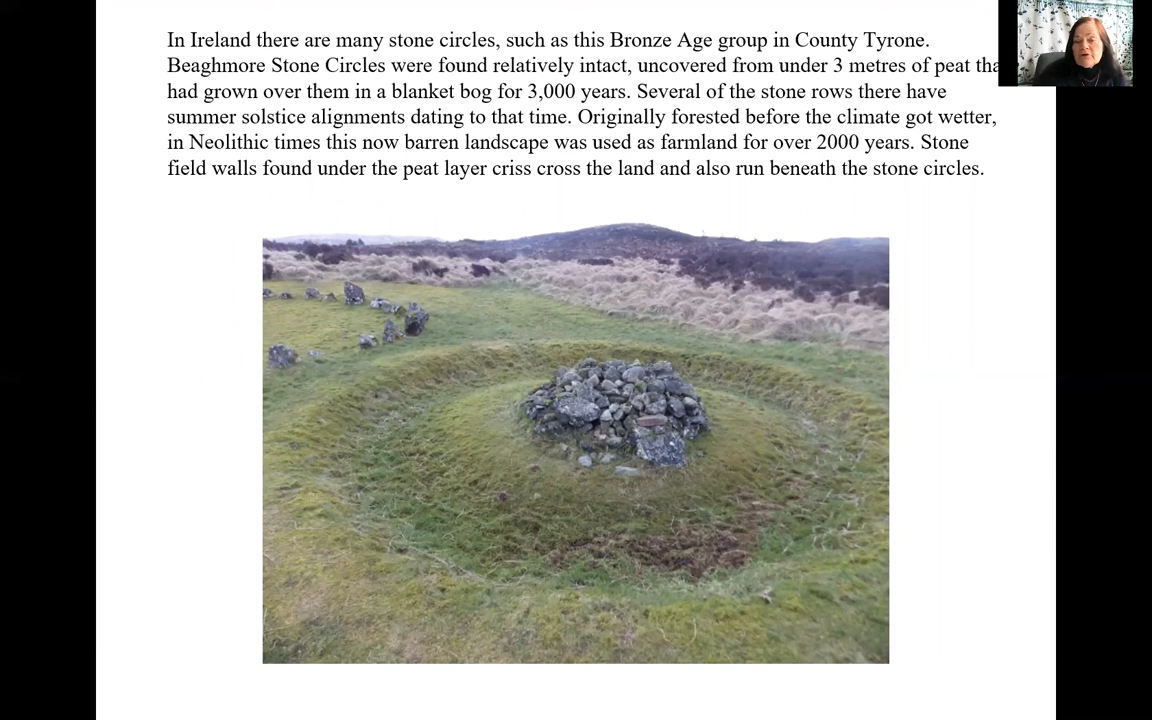 In Ireland there are many stone circles, such as this Bronze Age group in County Tyrone.
Beaghmore Stone Circles were found relatively intact, uncovered from under 3 metres of peat tha
had grown over them in a blanket bog for 3,000 years. Several of the stone rows there have
summer solstice alignments dating to that time. Originally forested before the climate got wetter,
in Neolithic times this now barren landscape was used as farmland for over 2000 years. Stone
field walls found under the peat layer criss cross the land and also run beneath the stone circles.